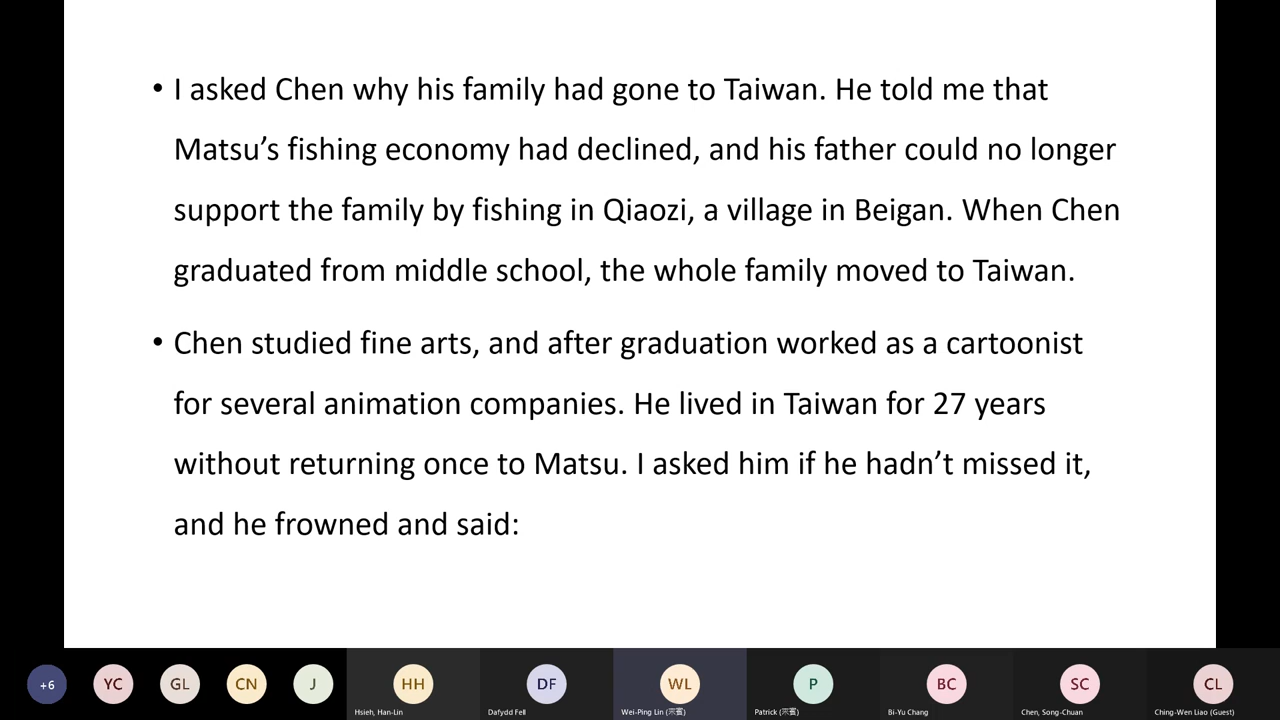 • I asked Chen why his family had gone to Taiwan. He told me that
Matsu’s fishing economy had declined, and his father could no longer
support the family by fishing in Qiaozi, a village in Beigan. When Chen
graduated from middle school, the whole family moved to Taiwan.
• Chen studied fine arts, and after graduation worked as a cartoonist
for several animation companies. He lived in Taiwan for 27 years
without returning once to Matsu. I asked him if he hadn’t missed it,
and he frowned and said:
+6 YC GL CN J HH DF WL P BC SC CL
Hsieh, Han-Lin Dafydd Fell Wei-Ping Lin Patrick Bi-Yu Chang Chen, Song-Chuan Ching-Wen Liao (Guest)